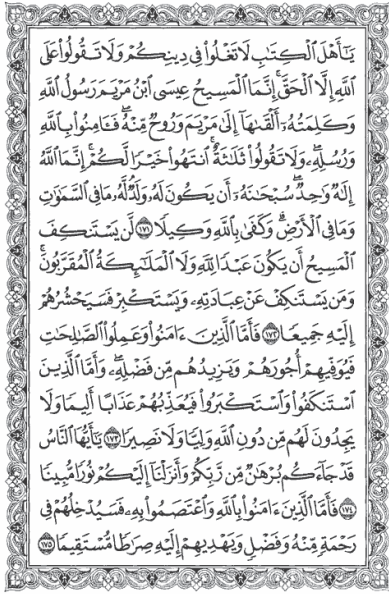 يَٰٓأَهۡلَ ٱلۡكِتَٰبِ لَا تَغۡلُواْ فِي دِينِكُمۡ وَلَا تَقُولُواْ عَلَى
ٱللَّهِ إِلَّا ٱلۡحَقَّۚ إِنَّمَا ٱلۡمَسِيحُ عِيسَى ٱبۡنُ مَرۡيَمَ رَسُولُ ٱللَّهِ
وَكَلِمَتُهُۥٓ أَلۡقَىٰهَآ إِلَىٰ مَرۡيَمَ وَرُوحٞ مِّنۡهُۖ فَـَٔامِنُواْ بِٱللَّهِ
وَرُسُلِهِۦۖ وَلَا تَقُولُواْ ثَلَٰثَةٌۚ ٱنتَهُواْ خَيۡرٗا لَّكُمۡۚ إِنَّمَا ٱللَّهُ
إِلَٰهٞ وَٰحِدٞۖ سُبۡحَٰنَهُۥٓ أَن يَكُونَ لَهُۥ وَلَدٞۘ لَّهُۥ مَا فِي ٱلسَّمَٰوَٰتِ
وَمَا فِي ٱلۡأَرۡضِۗ وَكَفَىٰ بِٱللَّهِ وَكِيلٗا ١٧١ لَّن يَسۡتَنكِفَ
ٱلۡمَسِيحُ أَن يَكُونَ عَبۡدٗا لِّلَّهِ وَلَا ٱلۡمَلَٰٓئِكَةُ ٱلۡمُقَرَّبُونَۚ
وَمَن يَسۡتَنكِفۡ عَنۡ عِبَادَتِهِۦ وَيَسۡتَكۡبِرۡ فَسَيَحۡشُرُهُمۡ
إِلَيۡهِ جَمِيعٗا ١٧٢ فَأَمَّا ٱلَّذِينَ ءَامَنُواْ وَعَمِلُواْ ٱلصَّٰلِحَٰتِ
فَيُوَفِّيهِمۡ أُجُورَهُمۡ وَيَزِيدُهُم مِّن فَضۡلِهِۦۖ وَأَمَّا ٱلَّذِينَ
ٱسۡتَنكَفُواْ وَٱسۡتَكۡبَرُواْ فَيُعَذِّبُهُمۡ عَذَابًا أَلِيمٗا وَلَا
يَجِدُونَ لَهُم مِّن دُونِ ٱللَّهِ وَلِيّٗا وَلَا نَصِيرٗا ١٧٣ يَٰٓأَيُّهَا ٱلنَّاسُ
قَدۡ جَآءَكُم بُرۡهَٰنٞ مِّن رَّبِّكُمۡ وَأَنزَلۡنَآ إِلَيۡكُمۡ نُورٗا مُّبِينٗا
١٧٤ فَأَمَّا ٱلَّذِينَ ءَامَنُواْ بِٱللَّهِ وَٱعۡتَصَمُواْ بِهِۦ فَسَيُدۡخِلُهُمۡ فِي
رَحۡمَةٖ مِّنۡهُ وَفَضۡلٖ وَيَهۡدِيهِمۡ إِلَيۡهِ صِرَٰطٗا مُّسۡتَقِيمٗا ١٧٥